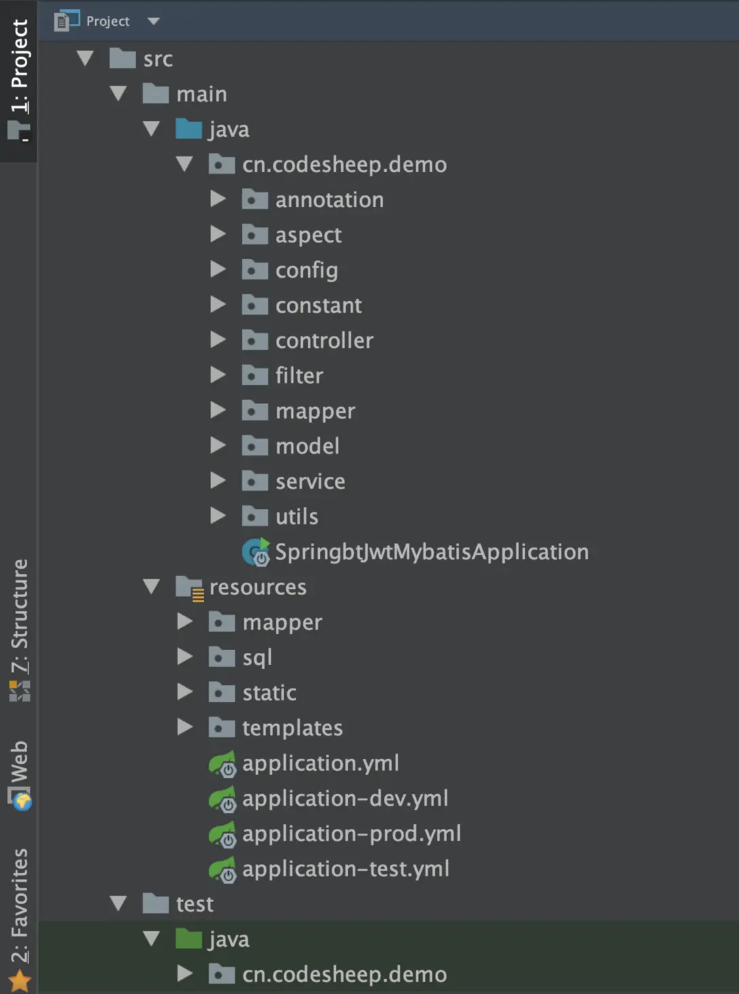 Project
src
main
java
cn.codesheep.demo
annotation
aspect
config
constant
controller
filter
mapper
model
service
utils
SpringbtJwtMybatisApplication
resources
mapper
sql
static
templates
application.yml
application-dev.yml
application-prod.yml
application-test.yml
test
java
cn.codesheep.demo
1: Project
7: Structure
Web
2: Favorites